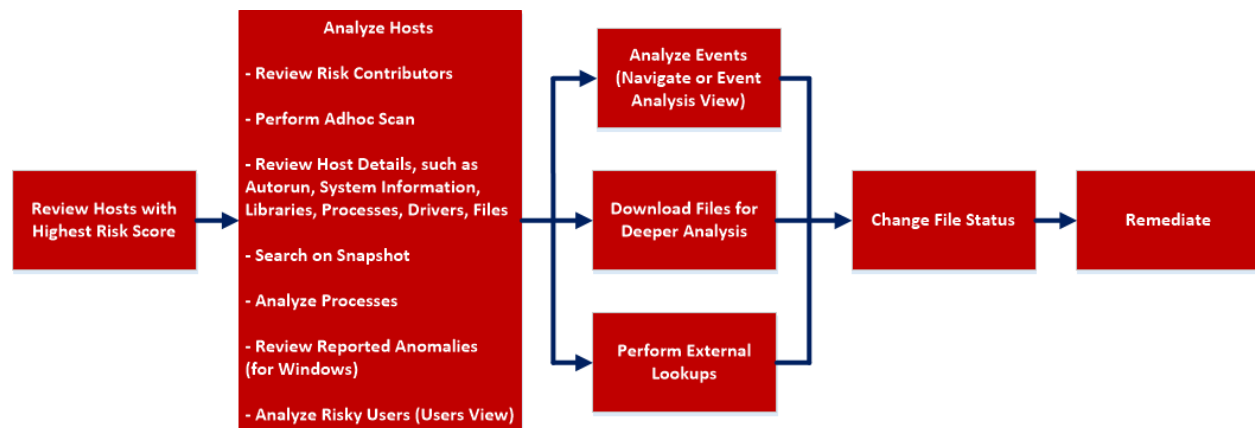 Review Hosts with
Highest Risk Score
Analyze Hosts
- Review Risk Contributors
- Perform Adhoc Scan
- Review Host Details, such as
Autorun, System Information,
Libraries, Processes, Drivers, Files
- Search on Snapshot
- Analyze Processes
- Review Reported Anomalies
(for Windows)
- Analyze Risky Users (Users View)
Analyze Events
(Navigate or Event
Analysis View)
Download Files for
Deeper Analysis
Perform External
Lookups
Change File Status
Remediate